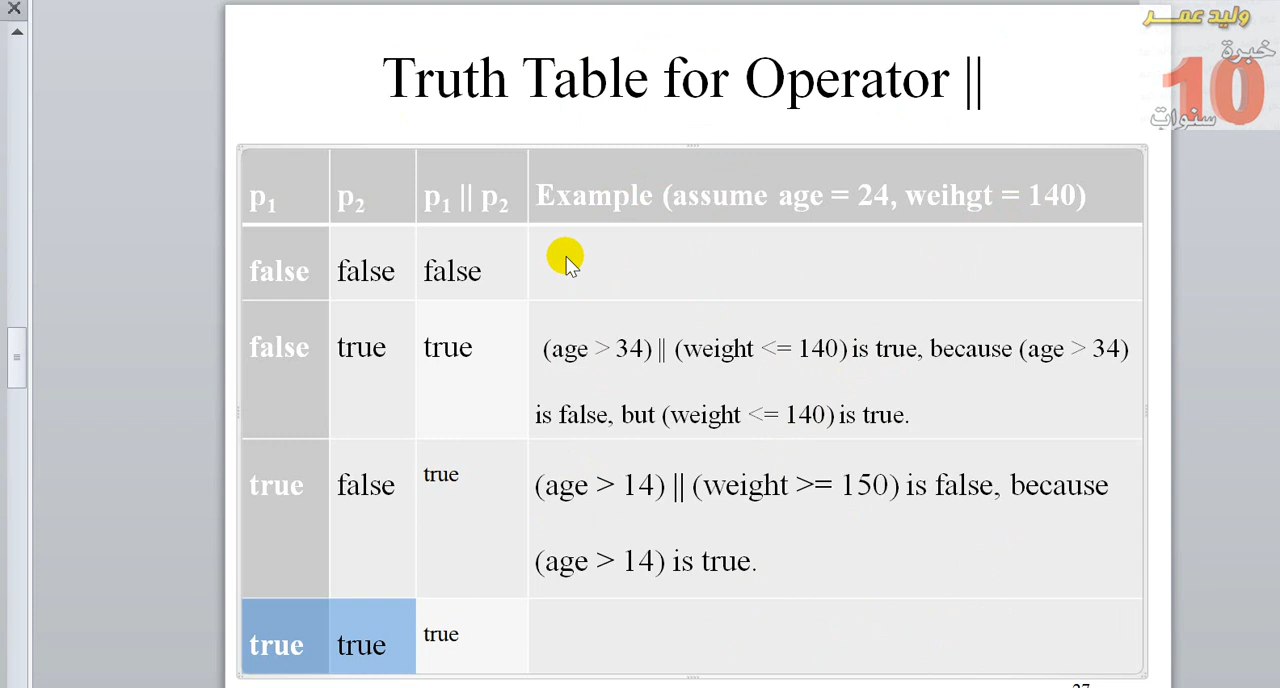 وليد عمر
خبرة
10
سنوات
Truth Table for Operator ||
p1 p2 p1 || p2 Example (assume age = 24, weihgt = 140)
false false false
false true true (age > 34) || (weight <= 140) is true, because (age > 34)
is false, but (weight <= 140) is true.
true false true (age > 14) || (weight >= 150) is false, because
(age > 14) is true.
true true true